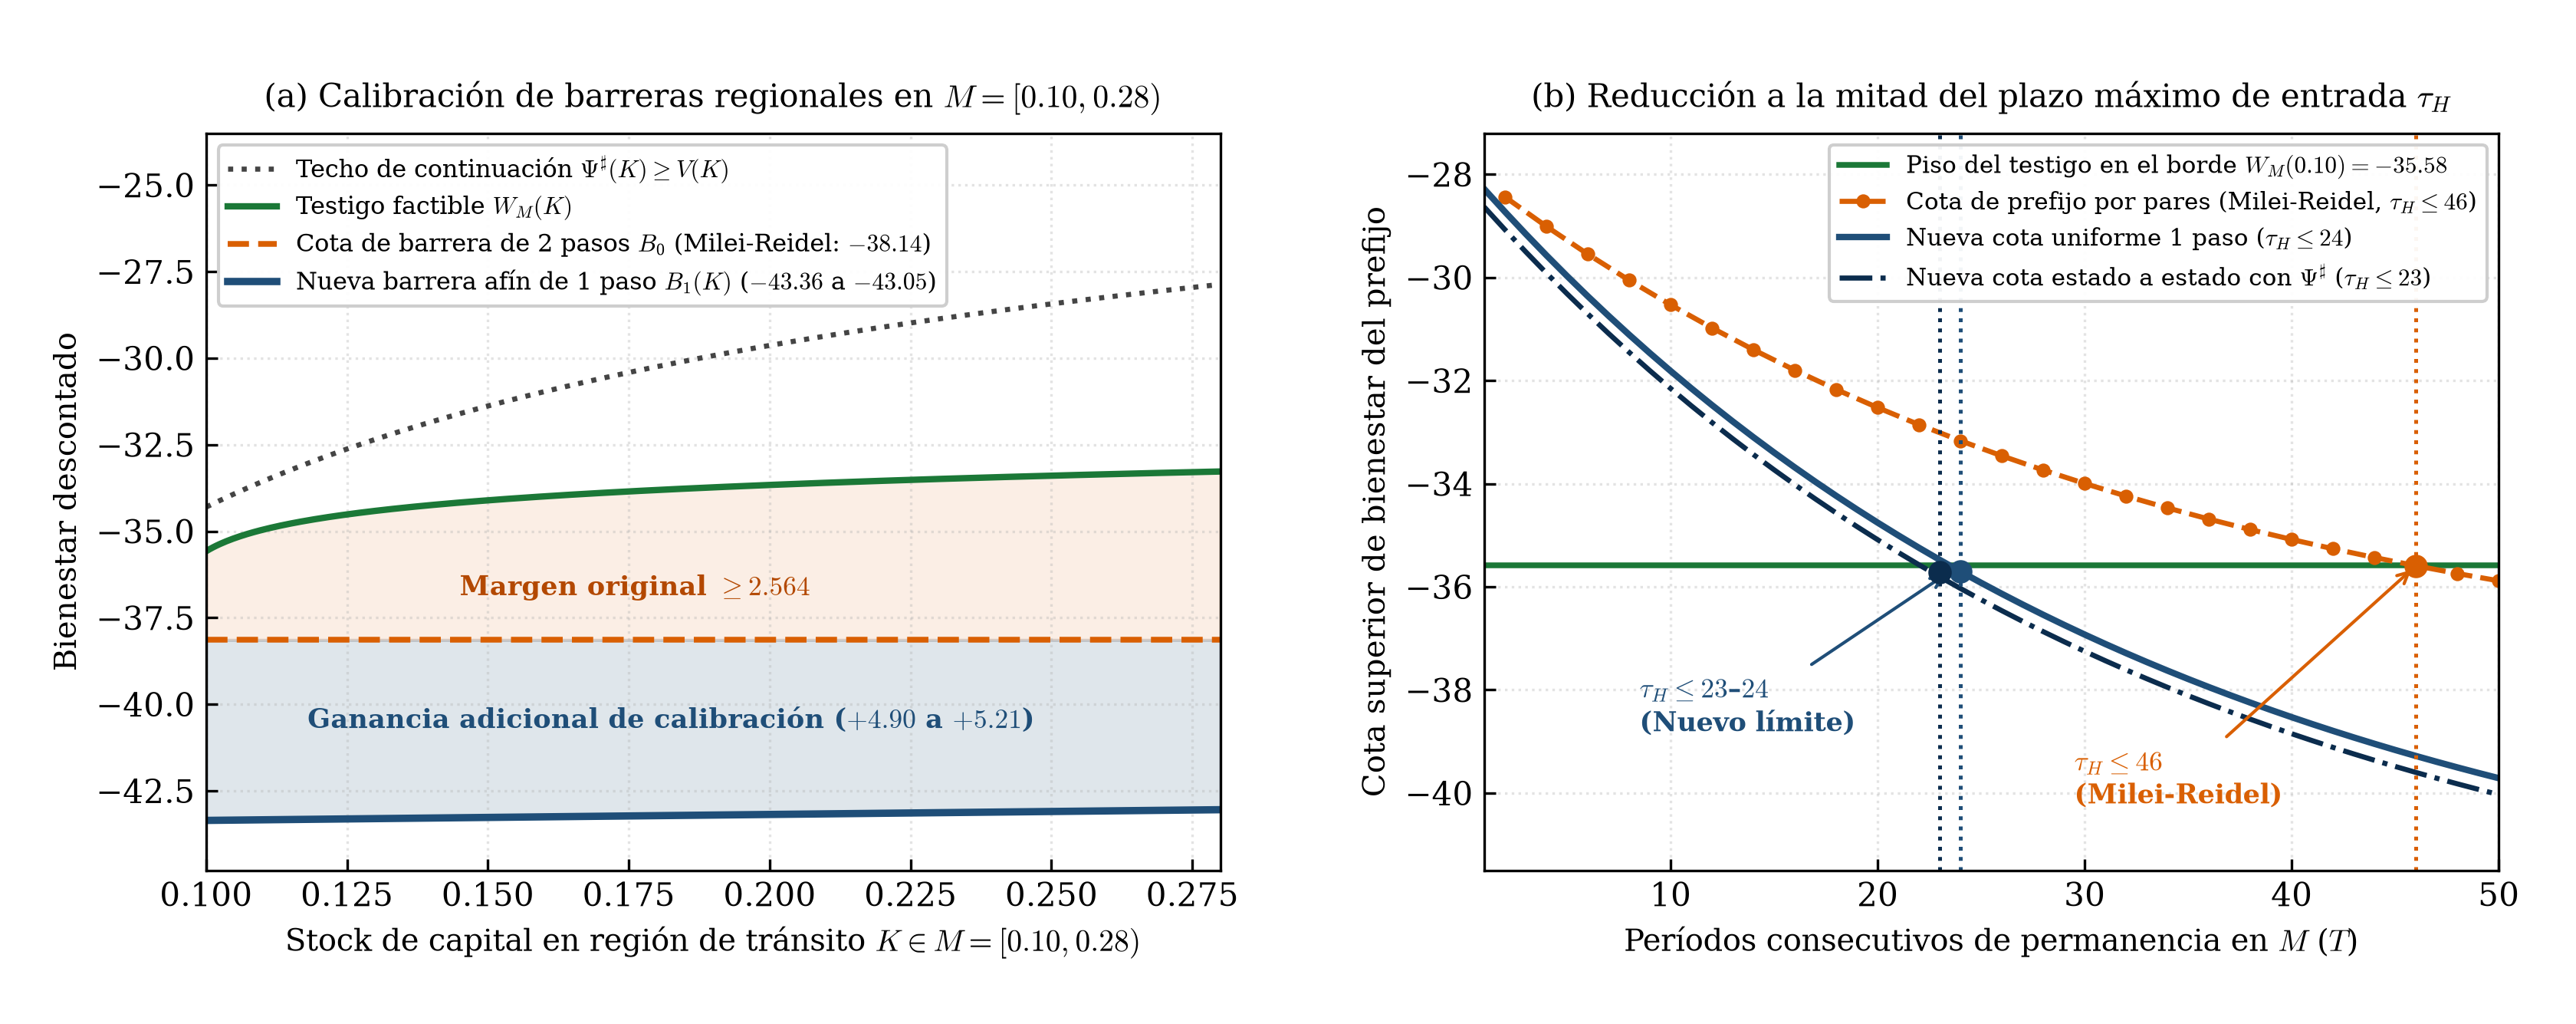 (a) Calibración de barreras regionales en M = [0.10, 0.28)
Techo de continuación Ψ♯(K) ≥ V(K)
Testigo factible W_M(K)
Cota de barrera de 2 pasos B_0 (Milei-Reidel: −38.14)
Nueva barrera afín de 1 paso B_1(K) (−43.36 a −43.05)
Bienestar descontado
−25.0
−27.5
−30.0
−32.5
−35.0
−37.5
−40.0
−42.5
Margen original ≥ 2.564
Ganancia adicional de calibración (+4.90 a +5.21)
0.100 0.125 0.150 0.175 0.200 0.225 0.250 0.275
Stock de capital en región de tránsito K ∈ M = [0.10, 0.28)
(b) Reducción a la mitad del plazo máximo de entrada τ_H
Piso del testigo en el borde W_M(0.10) = −35.58
Cota de prefijo por pares (Milei-Reidel, τ_H ≤ 46)
Nueva cota uniforme 1 paso (τ_H ≤ 24)
Nueva cota estado a estado con Ψ♯ (τ_H ≤ 23)
Cota superior de bienestar del prefijo
−28
−30
−32
−34
−36
−38
−40
τ_H ≤ 23–24
(Nuevo límite)
τ_H ≤ 46
(Milei-Reidel)
10 20 30 40 50
Períodos consecutivos de permanencia en M (T)